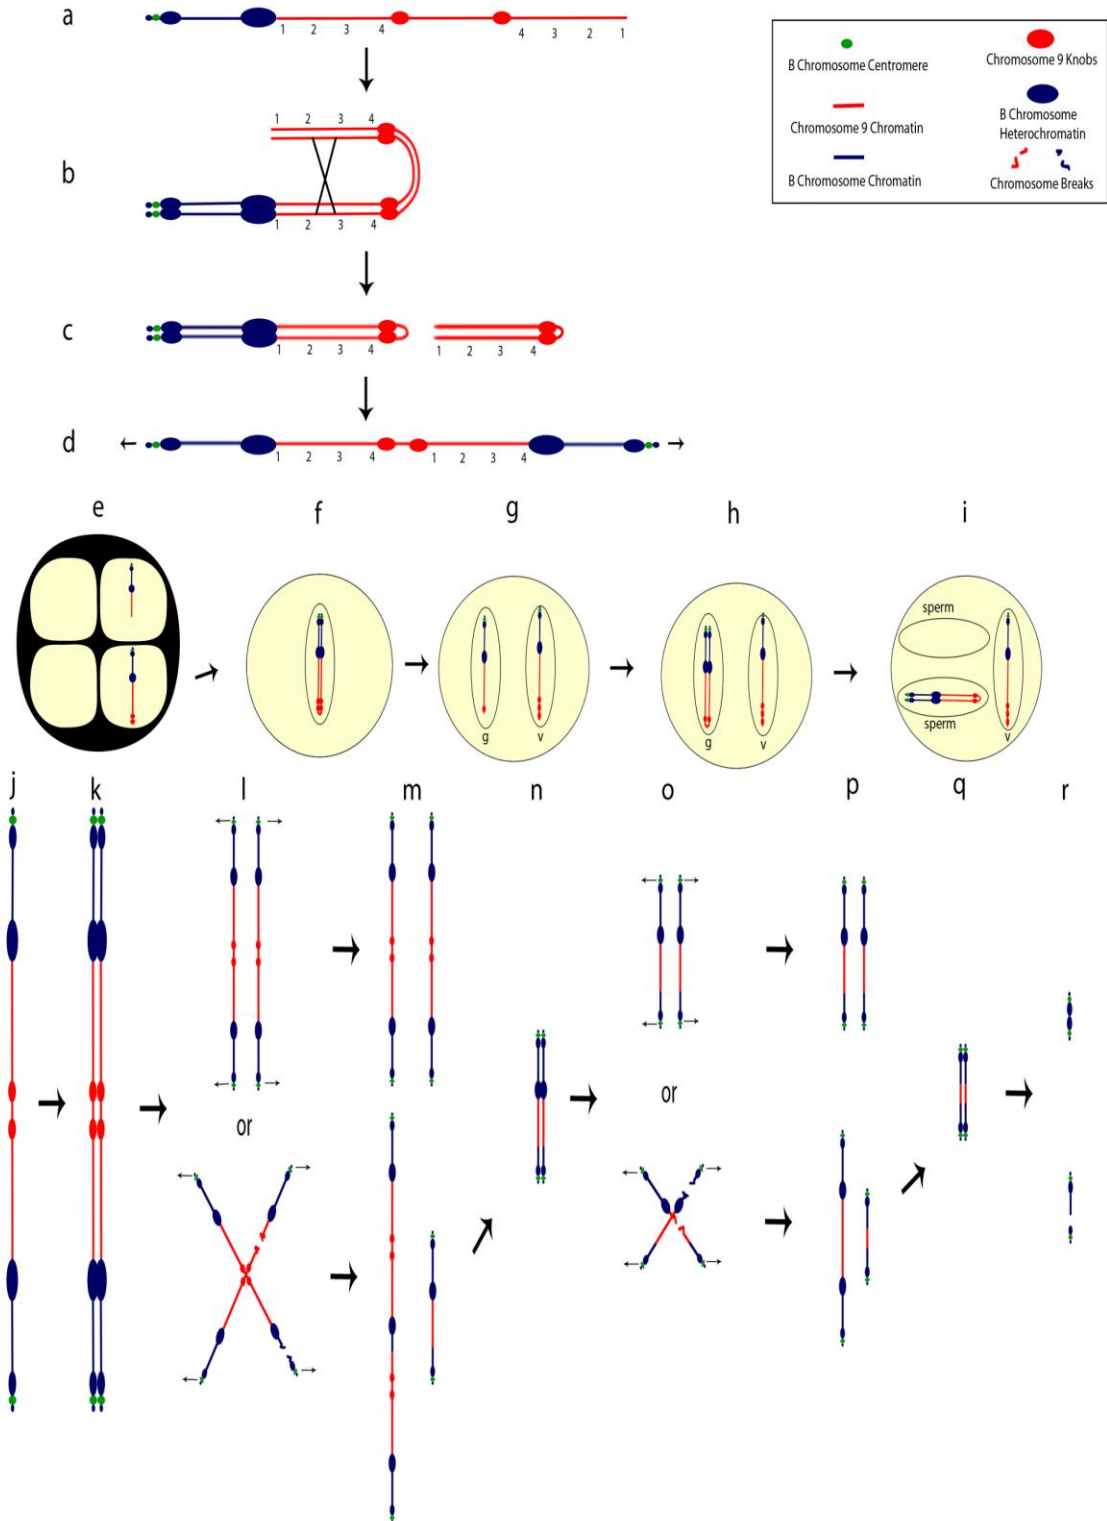 a
1 2 3 4 4 3 2 1
B Chromosome Centromere
Chromosome 9 Knobs
Chromosome 9 Chromatin
B Chromosome
Heterochromatin
B Chromosome Chromatin
Chromosome Breaks
b
1 2 3 4
1 2 3 4
c
1 2 3 4 1 2 3 4
d
1 2 3 4 1 2 3 4
e f g h i
sperm
sperm
g v g v v
j k l m n o p q r
or
or